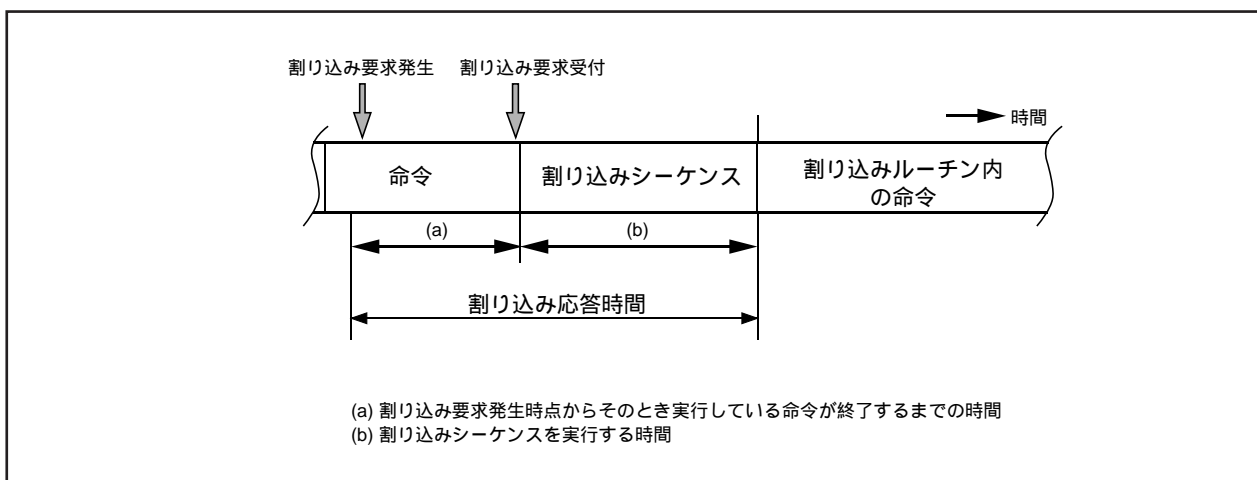 割り込み要求発生 割り込み要求受付
時間
命令 割り込みシーケンス 割り込みルーチン内
の命令
(a) (b)
割り込み応答時間
(a) 割り込み要求発生時点からそのとき実行している命令が終了するまでの時間
(b) 割り込みシーケンスを実行する時間